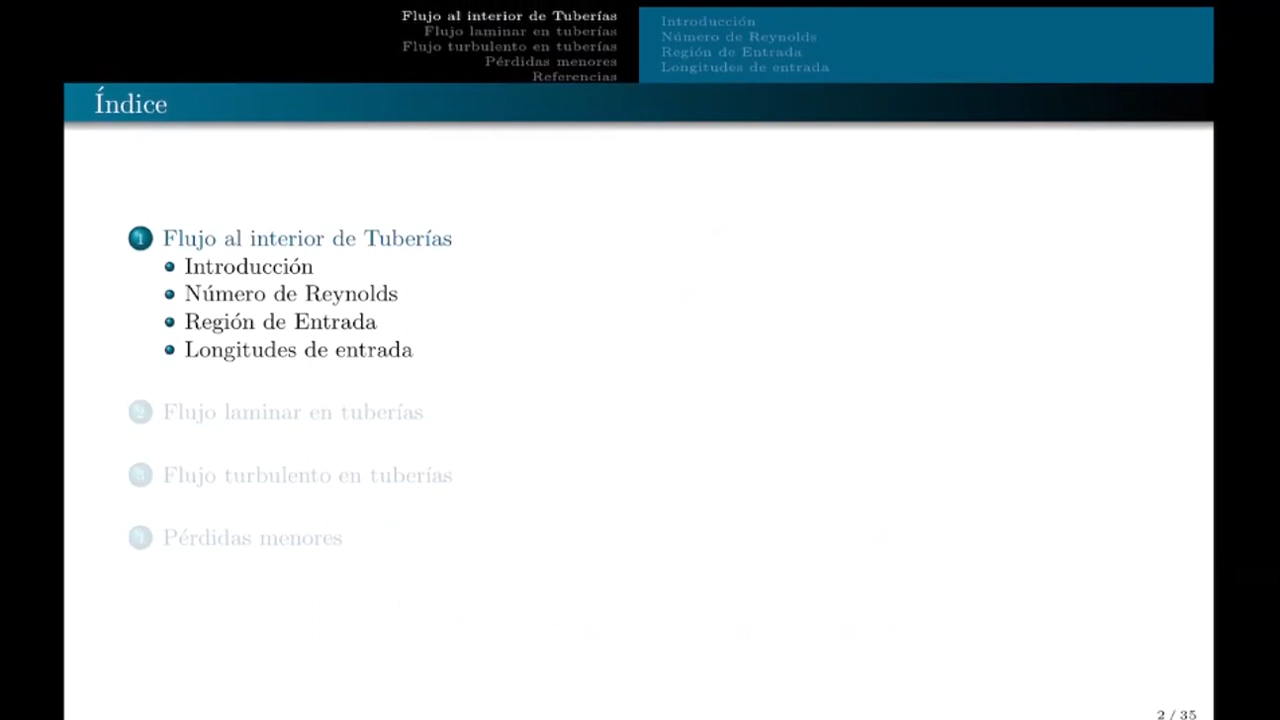 Flujo al interior de Tuberías
Flujo laminar en tuberías
Flujo turbulento en tuberías
Pérdidas menores
Referencias
Introducción
Número de Reynolds
Región de Entrada
Longitudes de entrada
Índice
1 Flujo al interior de Tuberías
Introducción
Número de Reynolds
Región de Entrada
Longitudes de entrada
2 Flujo laminar en tuberías
3 Flujo turbulento en tuberías
4 Pérdidas menores
2 / 35